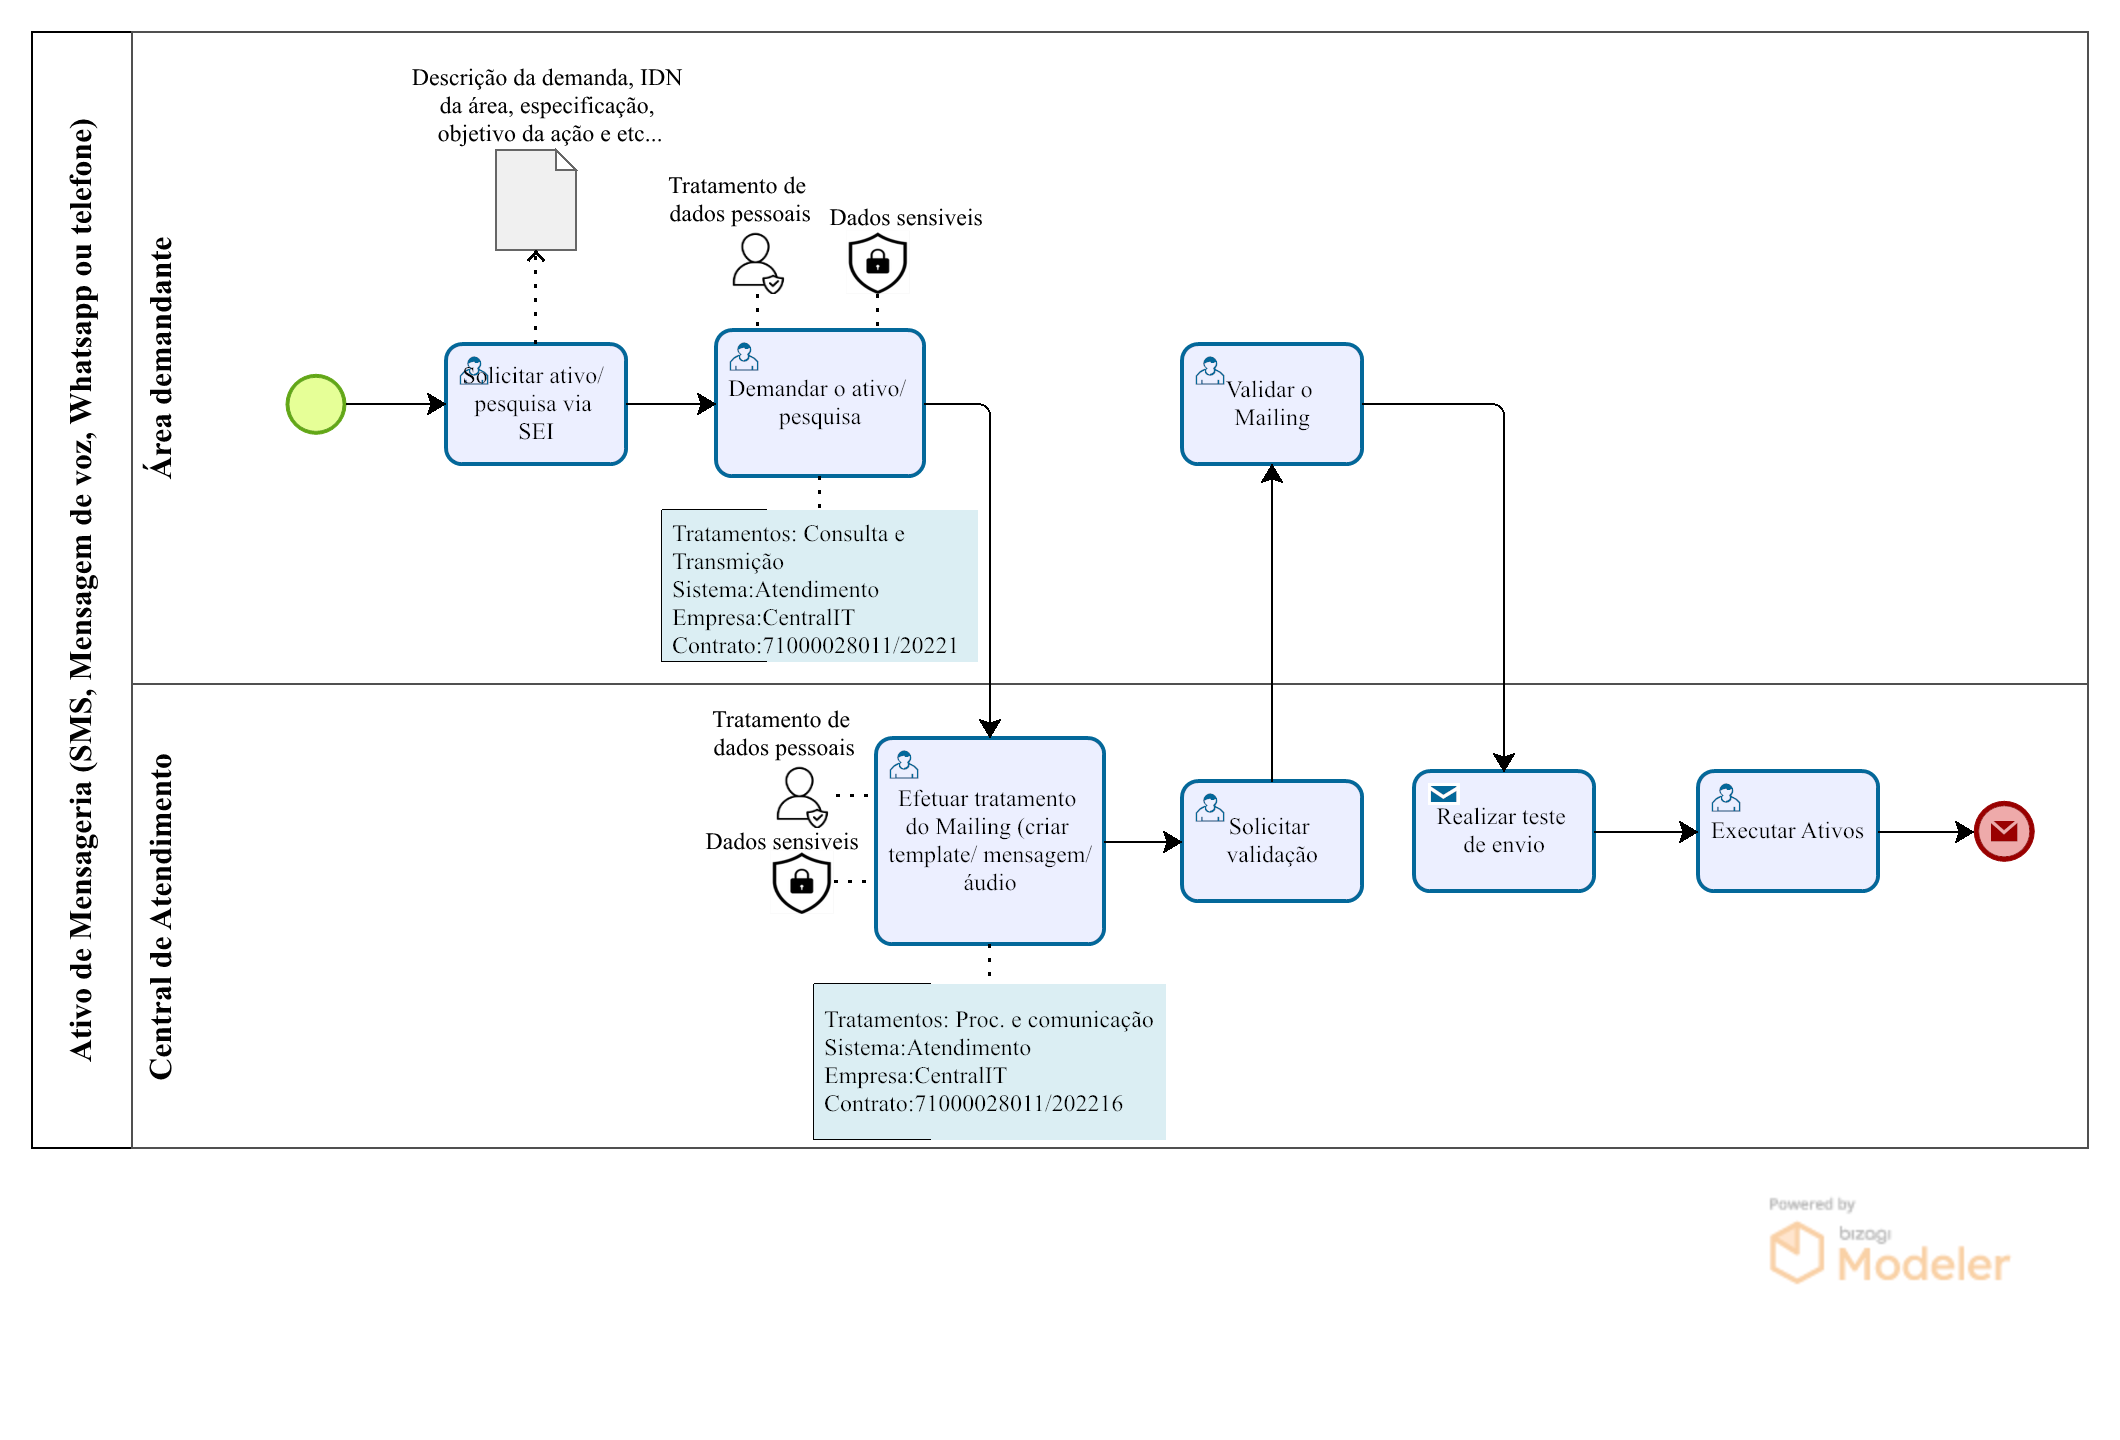 Ativo de Mensageria (SMS, Mensagem de voz, Whatsapp ou telefone)
Área demandante
Descrição da demanda, IDN
da área, especificação,
objetivo da ação e etc...
Tratamento de
dados pessoais
Dados sensiveis
Solicitar ativo/
pesquisa via
SEI
Demandar o ativo/
pesquisa
Validar o
Mailing
Tratamentos: Consulta e
Transmição
Sistema:Atendimento
Empresa:CentralIT
Contrato:71000028011/20221
Central de Atendimento
Tratamento de
dados pessoais
Dados sensiveis
Efetuar tratamento
do Mailing (criar
template/ mensagem/
áudio
Solicitar
validação
Realizar teste
de envio
Executar Ativos
Tratamentos: Proc. e comunicação
Sistema:Atendimento
Empresa:CentralIT
Contrato:71000028011/202216
Powered by
bizagi
Modeler